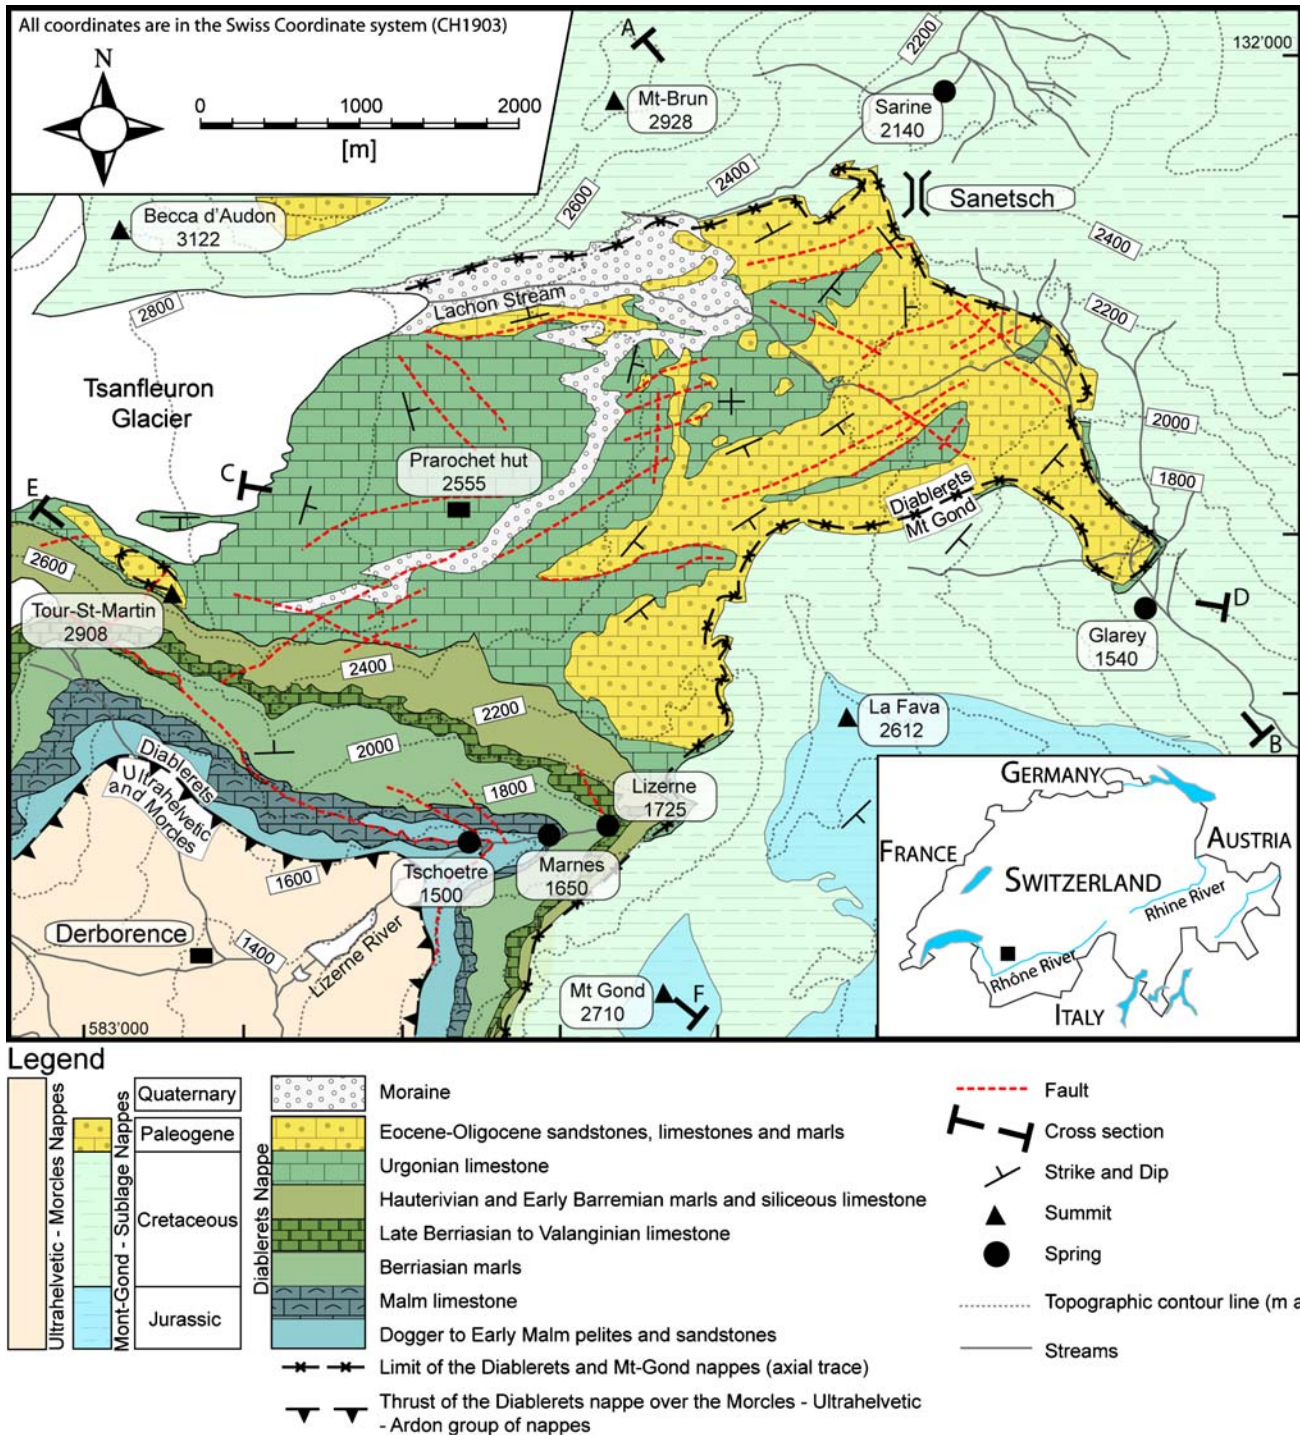 All coordinates are in the Swiss Coordinate system (CH1903)
N
0 1000 2000
[m]
A
2200
132'000
Mt-Brun
2928
Sarine
2140
2400
2600
Sanetsch
Becca d'Audon
3122
2400
2800
Lachon Stream
2200
Tsanfleuron
Glacier
2000
Prarochet hut
2555
C
E
1800
Diablerets
Mt Gond
2600
D
Tour-St-Martin
2908
Glarey
1540
2400
2200
La Fava
2612
B
2000
Diablerets
Ultrahelvetic
and Morcles
1800
Lizerne
1725
Tschoetre
1500
Marnes
1650
1600
Derborence
1400
Lizerne River
Mt Gond
2710
F
583'000
GERMANY
FRANCE
AUSTRIA
SWITZERLAND
Rhine River
Rhône River
ITALY
Legend
Ultrahelvetic - Morcles Nappes
Mont-Gond - Sublage Nappes
Quaternary
Paleogene
Cretaceous
Jurassic
Diablerets Nappe
Moraine
Eocene-Oligocene sandstones, limestones and marls
Urgonian limestone
Hauterivian and Early Barremian marls and siliceous limestone
Late Berriasian to Valanginian limestone
Berriasian marls
Malm limestone
Dogger to Early Malm pelites and sandstones
Limit of the Diablerets and Mt-Gond nappes (axial trace)
Thrust of the Diablerets nappe over the Morcles - Ultrahelvetic
- Ardon group of nappes
Fault
Cross section
Strike and Dip
Summit
Spring
Topographic contour line (m a
Streams